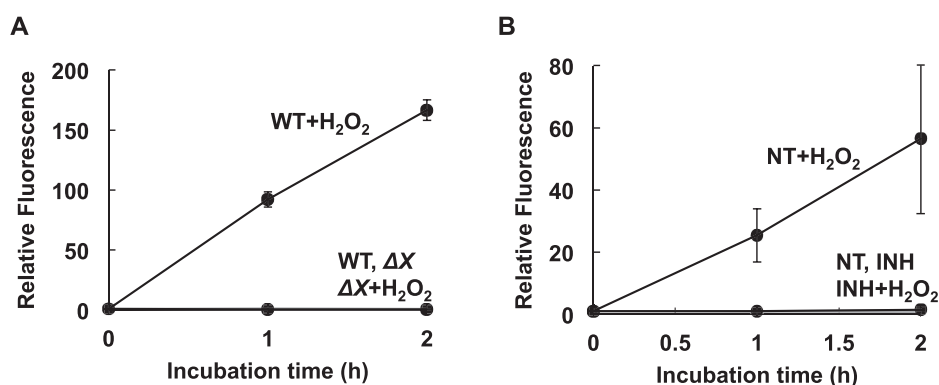 A
Relative Fluorescence
200
150
100
50
0
WT+H₂O₂
WT, ΔX
ΔX+H₂O₂
0 1 2
Incubation time (h)
B
Relative Fluorescence
80
60
40
20
0
NT+H₂O₂
NT, INH
INH+H₂O₂
0 0.5 1 1.5 2
Incubation time (h)